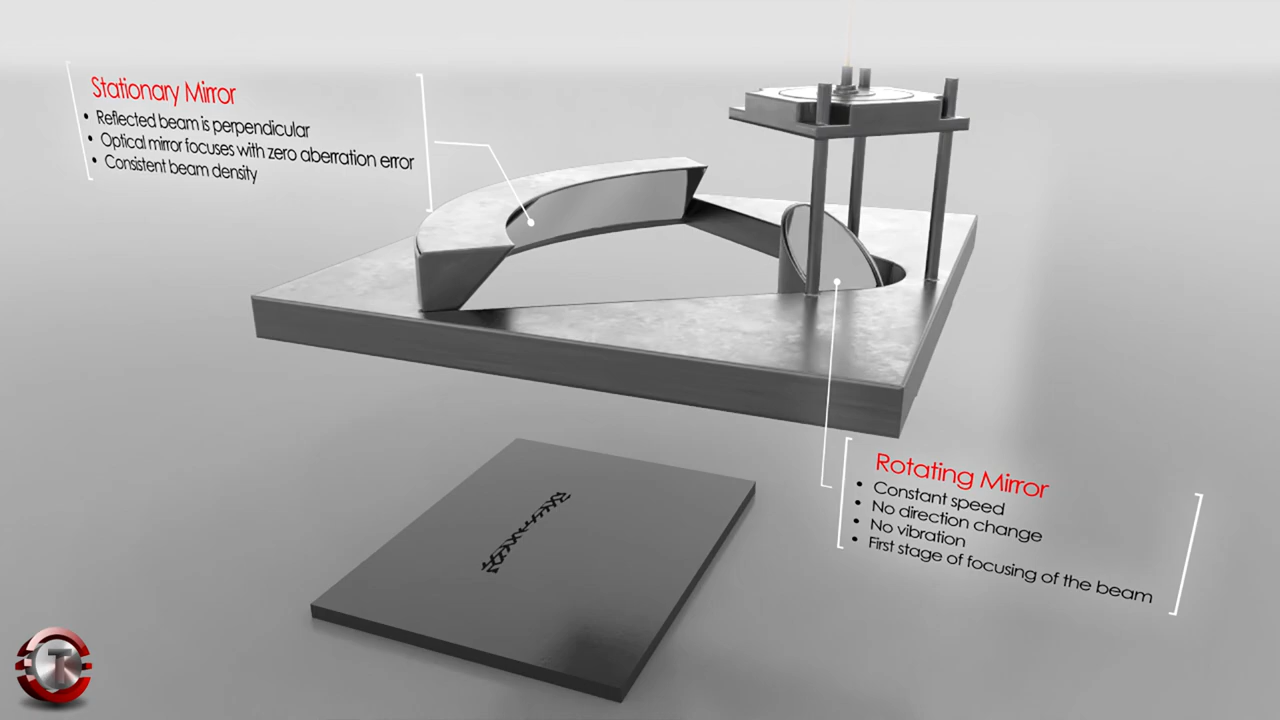 Stationary Mirror
• Reflected beam is perpendicular
• Optical mirror focuses with zero aberration error
• Consistent beam density
Rotating Mirror
• Constant speed
• No direction change
• No vibration
• First stage of focusing of the beam
T